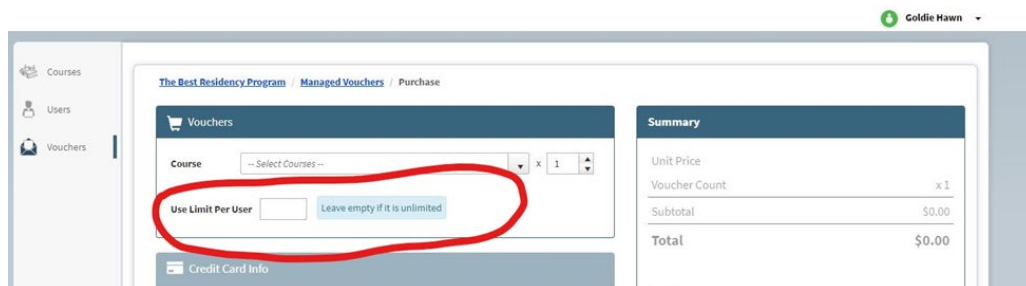 Goldie Hawn
Courses
Users
Vouchers
The Best Residency Program / Managed Vouchers / Purchase
Vouchers
Course -- Select Courses -- x 1
Use Limit Per User Leave empty if it is unlimited
Credit Card Info
Summary
Unit Price
Voucher Count x 1
Subtotal $0.00
Total $0.00